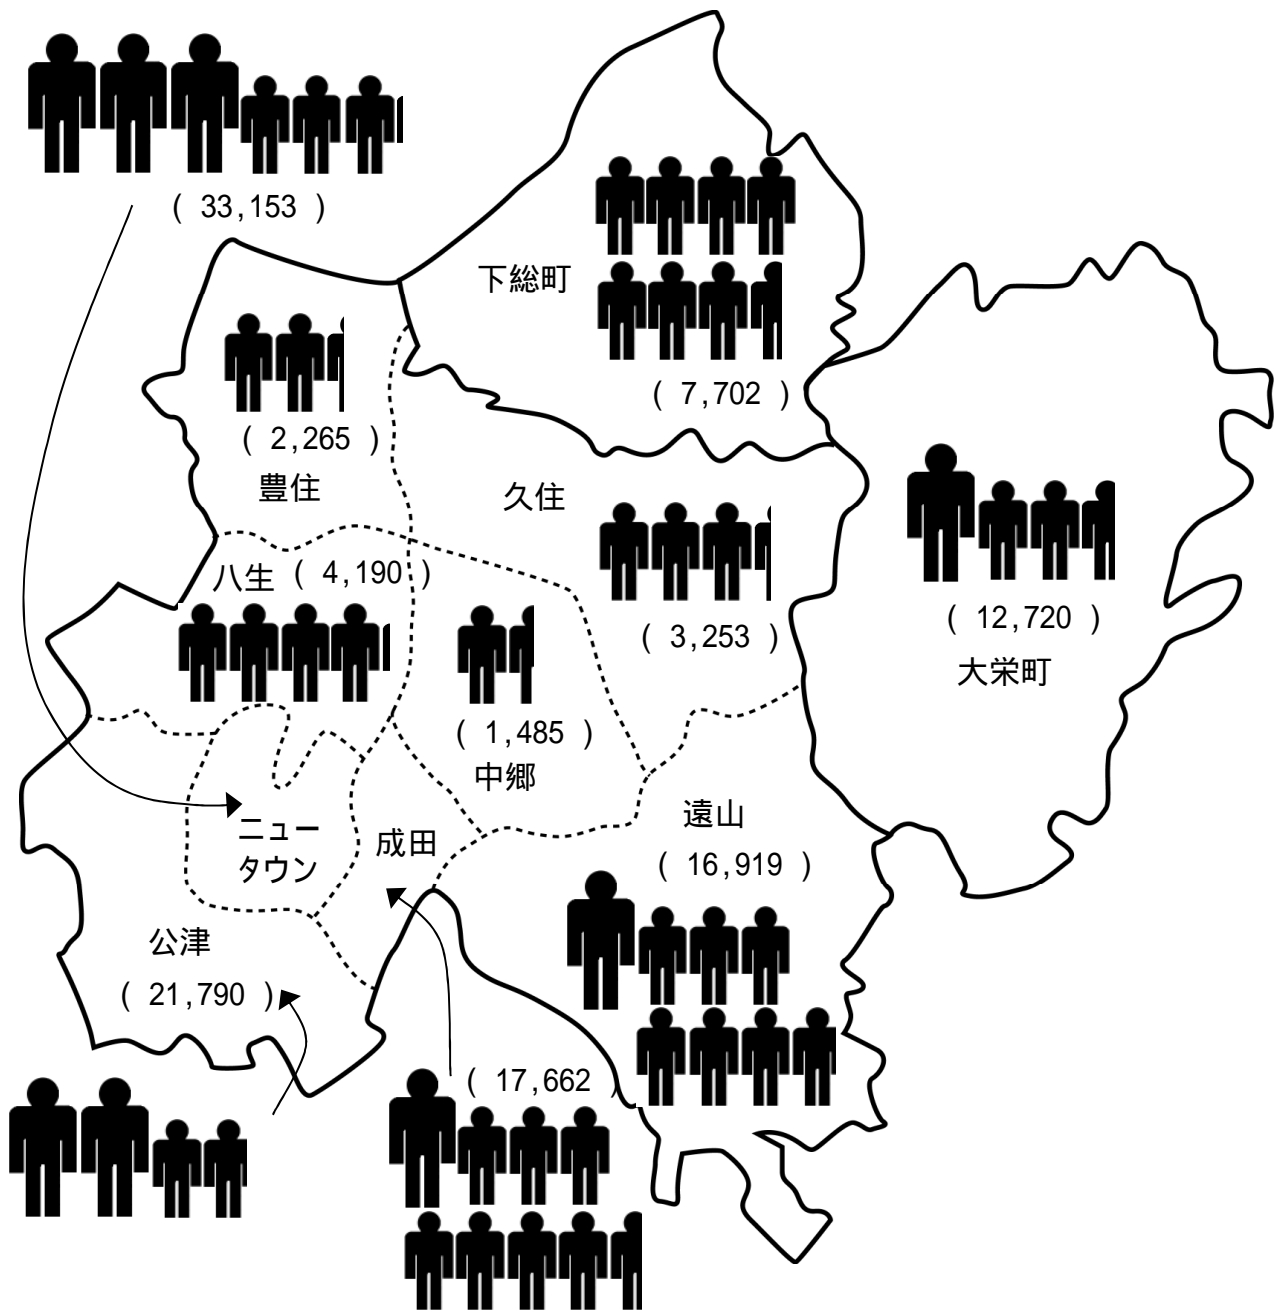 ( 33,153 )
下総町
( 7,702 )
( 2,265 )
豊住
久住
( 3,253 )
八生 ( 4,190 )
( 12,720 )
大栄町
( 1,485 )
中郷
ニュー
タウン
成田
遠山
( 16,919 )
公津
( 21,790 )
( 17,662 )